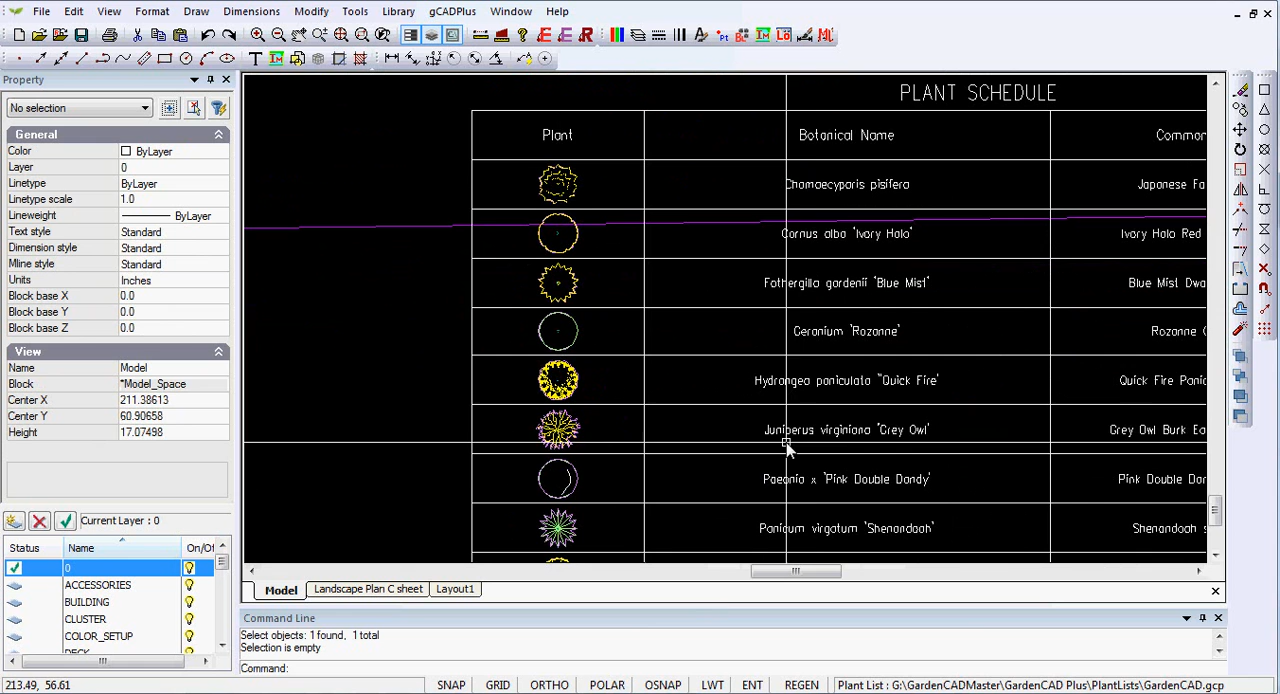 File Edit View Format Draw Dimensions Modify Tools Library gCADPlus Window Help
Property
No selection
General
Color ByLayer
Layer 0
Linetype ByLayer
Linetype scale 1.0
Lineweight ByLayer
Text style Standard
Dimension style Standard
Mline style Standard
Units Inches
Block base X 0.0
Block base Y 0.0
Block base Z 0.0
View
Name Model
Block *Model_Space
Center X 211.38613
Center Y 60.90658
Height 17.07498
Current Layer : 0
Status Name On/Of
0
ACCESSORIES
BUILDING
CLUSTER
COLOR_SETUP
PLANT SCHEDULE
Plant Botanical Name Common
Chamaecyparis pisifera Japanese Fa
Cornus alba 'Ivory Halo' Ivory Halo Red
Fothergilla gardenii 'Blue Mist' Blue Mist Dwa
Geranium 'Rozanne' Rozanne
Hydrangea paniculata '"Quick Fire' Quick Fire Panic
Juniperus virginiana 'Grey Owl' Grey Owl Burk Ea
Paeonia x 'Pink Double Dandy' Pink Double Dan
Panicum virgatum 'Shenandoah' Shenandoah s
Model Landscape Plan C sheet Layout1
Command Line
Select objects: 1 found, 1 total
Selection is empty
Command:
213.49, 56.61 SNAP GRID ORTHO POLAR OSNAP LWT ENT REGEN Plant List : G:\GardenCADMaster\GardenCAD Plus\PlantLists\GardenCAD.gcp